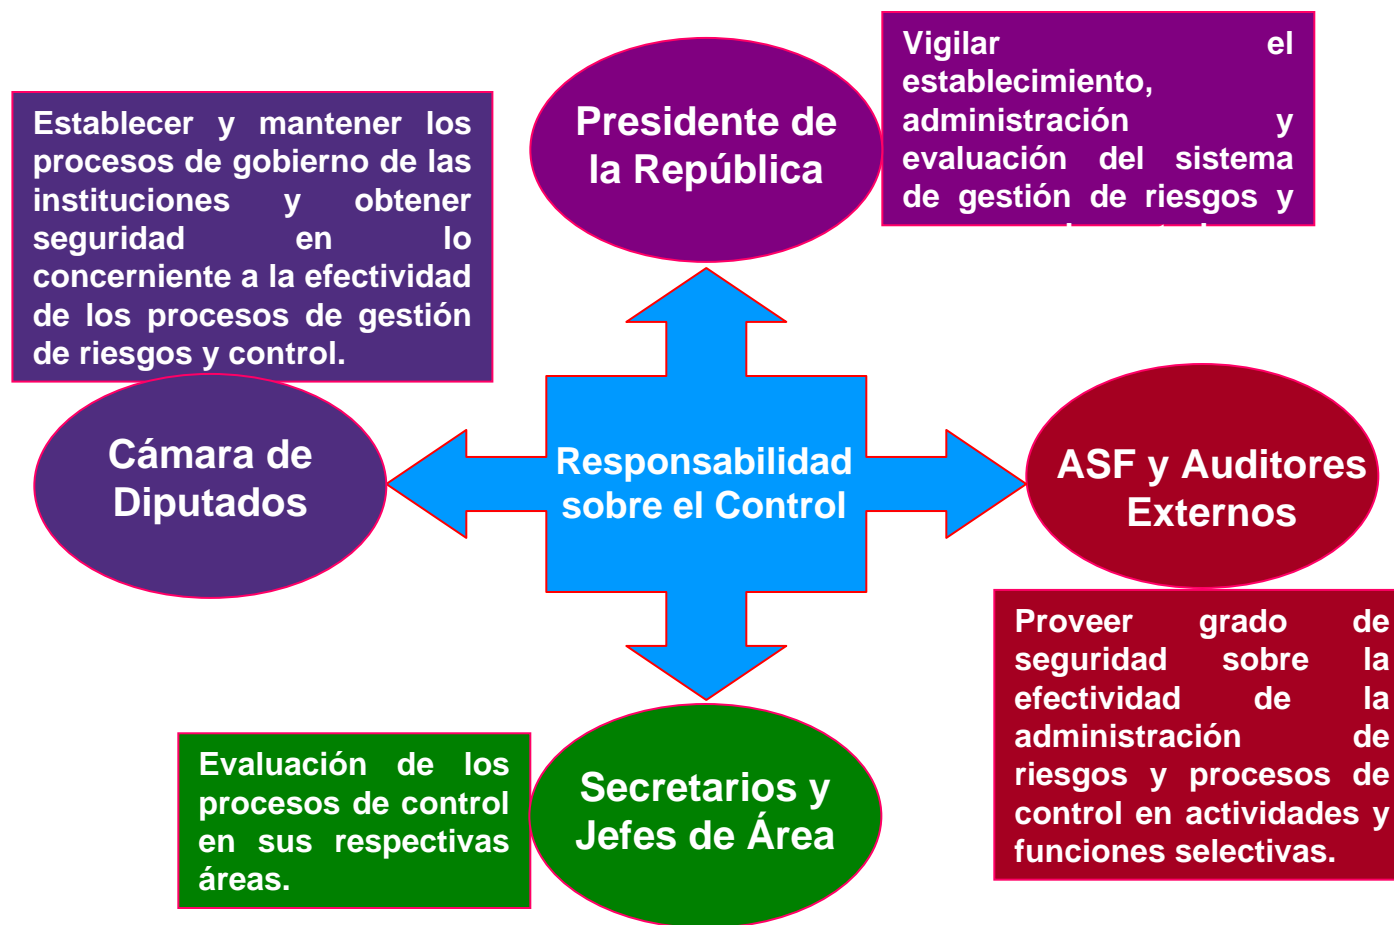 Presidente de
la República
Vigilar el
establecimiento,
administración y
evaluación del sistema
de gestión de riesgos y
Establecer y mantener los
procesos de gobierno de las
instituciones y obtener
seguridad en lo
concerniente a la efectividad
de los procesos de gestión
de riesgos y control.
Cámara de
Diputados
Responsabilidad
sobre el Control
ASF y Auditores
Externos
Proveer grado de
seguridad sobre la
efectividad de la
administración de
riesgos y procesos de
control en actividades y
funciones selectivas.
Evaluación de los
procesos de control
en sus respectivas
áreas.
Secretarios y
Jefes de Área